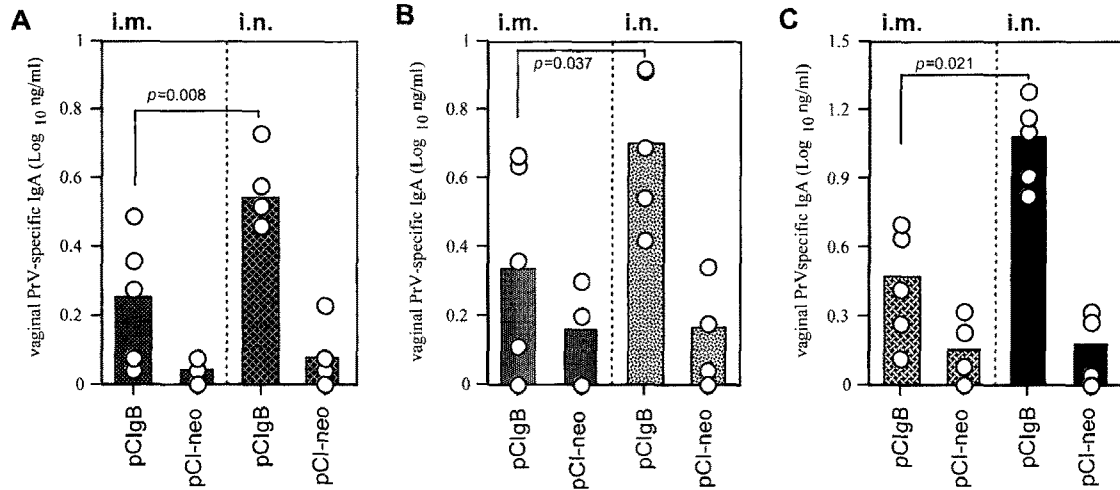 A
i.m.
i.n.
vaginal PrV-specific IgA (Log 10 ng/ml)
1
0.8
0.6
0.4
0.2
0
p=0.008
pCIgB
pCI-neo
pCIgB
pCI-neo
B
i.m.
i.n.
vaginal PrV-specific IgA (Log 10 ng/ml)
1
0.8
0.6
0.4
0.2
0
p=0.037
pCIgB
pCI-neo
pCIgB
pCI-neo
C
i.m.
i.n.
vaginal PrVspecific IgA (Log 10 ng/ml)
1.5
1.2
0.9
0.6
0.3
0
p=0.021
pCIgB
pCI-neo
pCIgB
pCI-neo